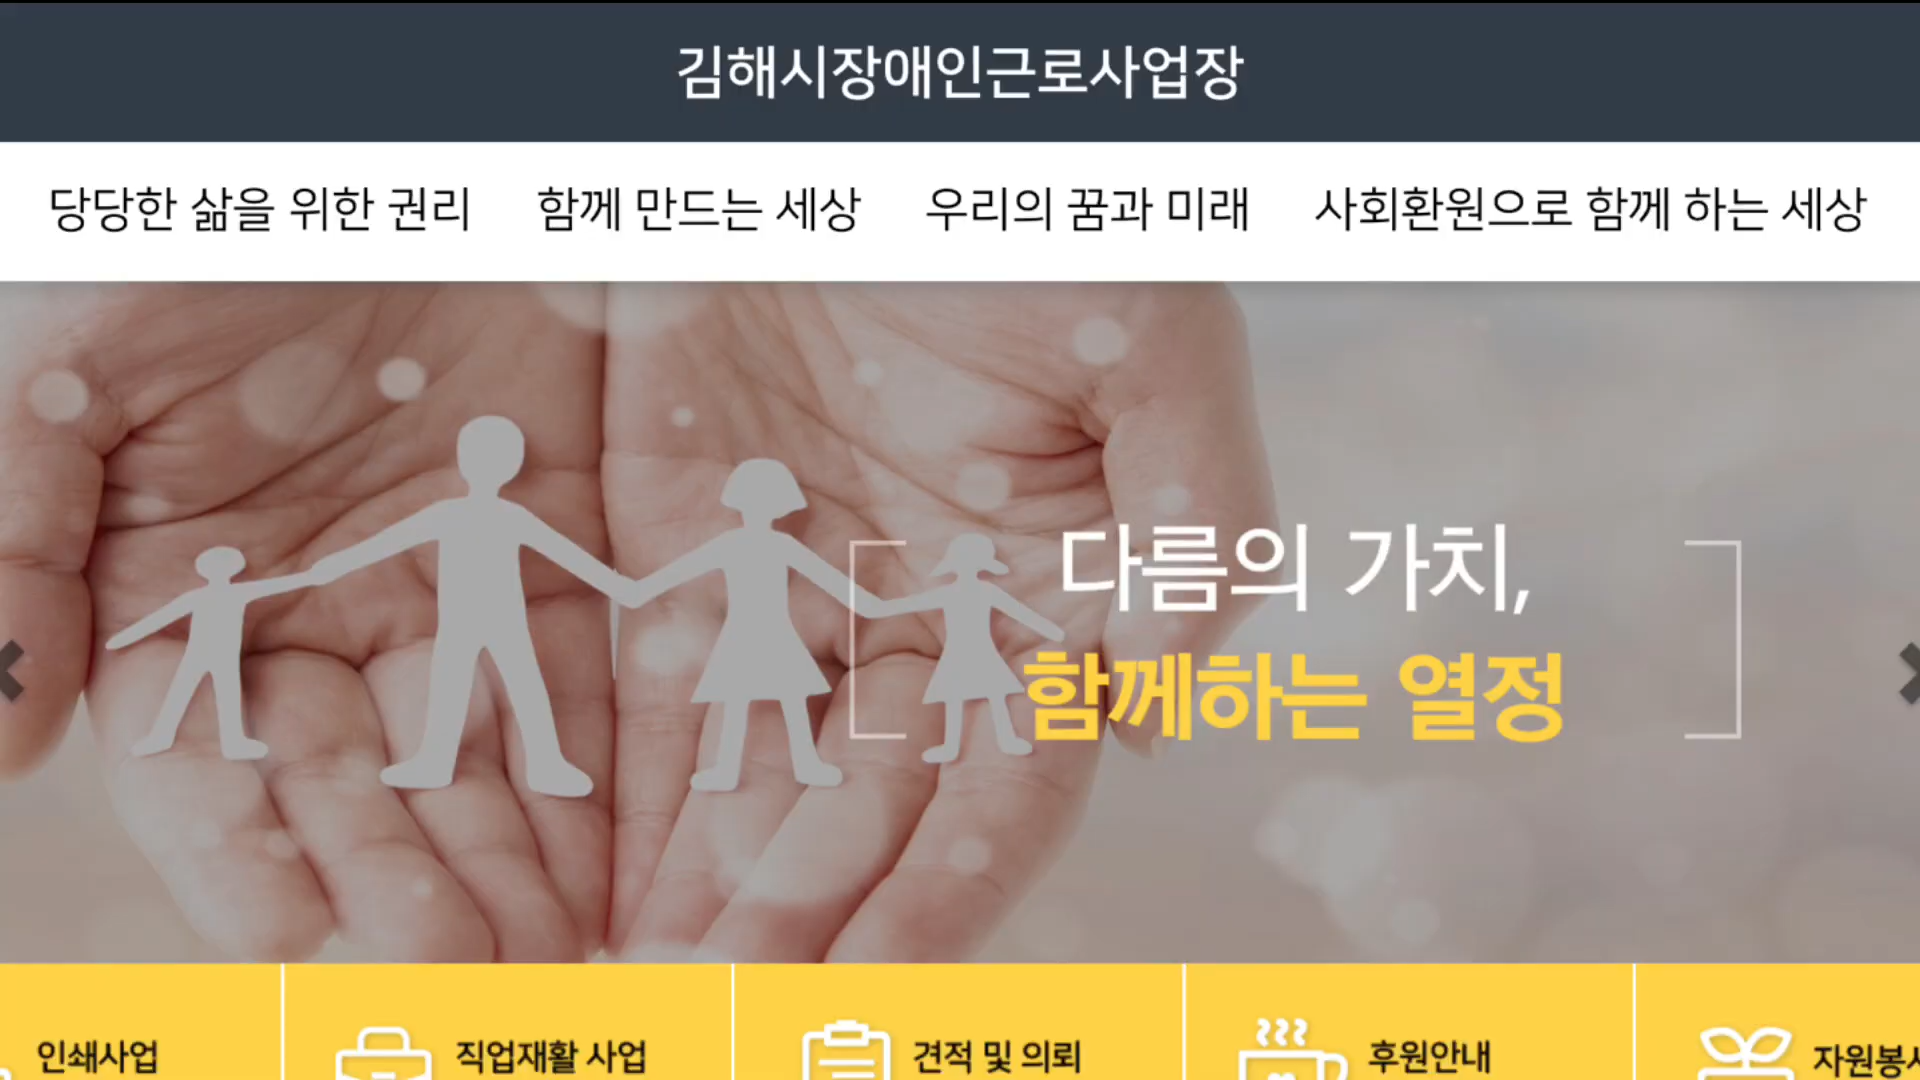 김해시장애인근로사업장
당당한 삶을 위한 권리 함께 만드는 세상 우리의 꿈과 미래 사회환원으로 함께 하는 세상
다름의 가치,
함께하는 열정
인쇄사업 직업재활 사업 견적 및 의뢰 후원안내 자원봉